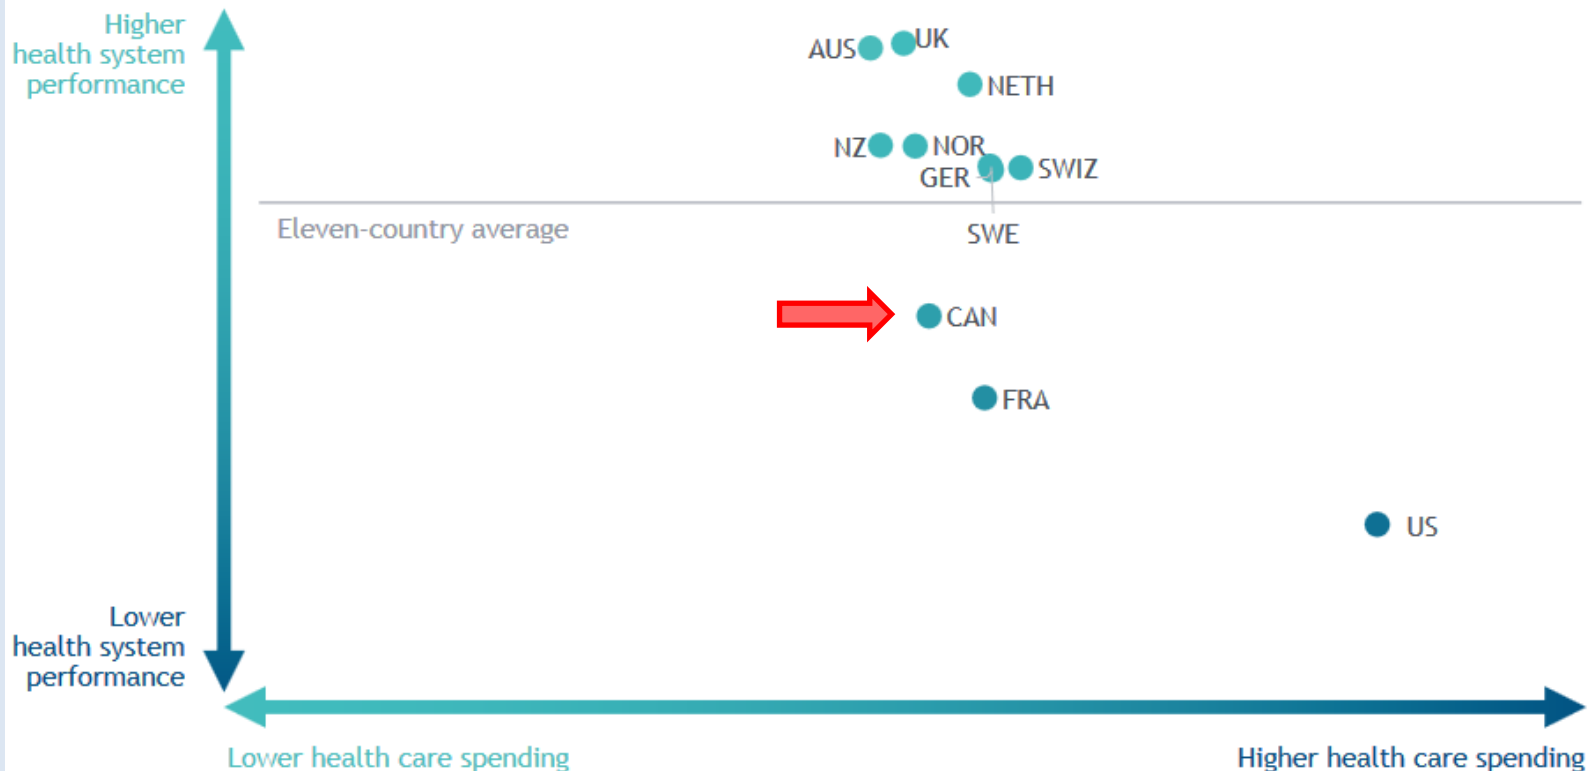 Higher
health system
performance
AUS
UK
NETH
NZ
NOR
GER
SWIZ
Eleven-country average
SWE
CAN
FRA
US
Lower
health system
performance
Lower health care spending
Higher health care spending